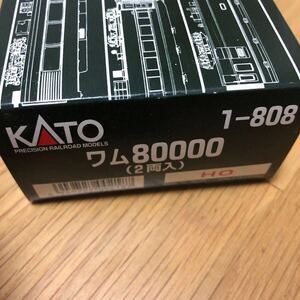 1-808
KATO
PRECISION RAILROAD MODELS
ワム80000
(2両入)
HO